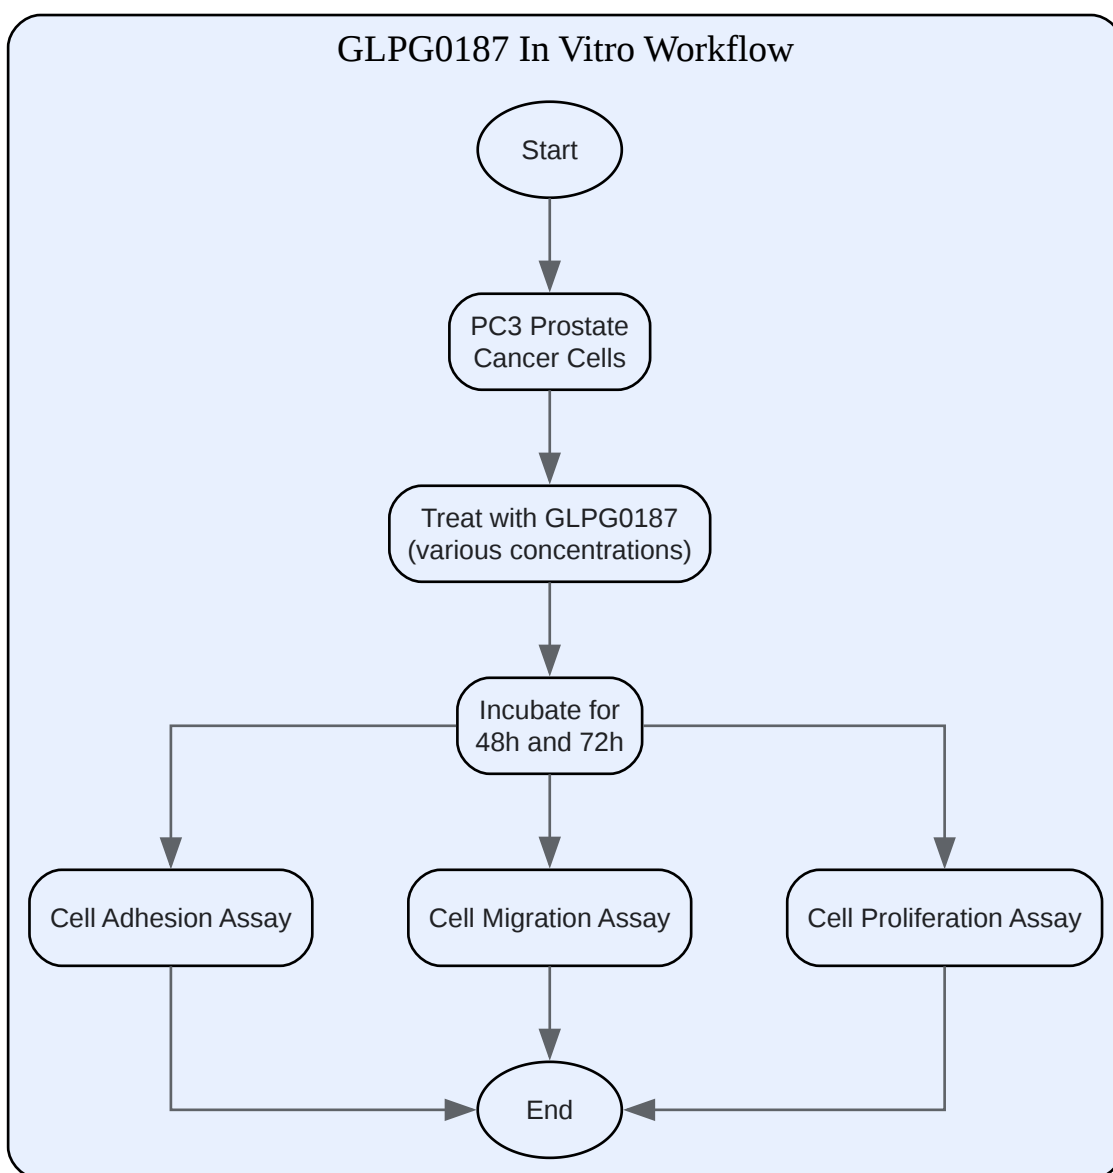 GLPG0187 In Vitro Workflow
Start
PC3 Prostate
Cancer Cells
Treat with GLPG0187
(various concentrations)
Incubate for
48h and 72h
Cell Adhesion Assay
Cell Migration Assay
Cell Proliferation Assay
End